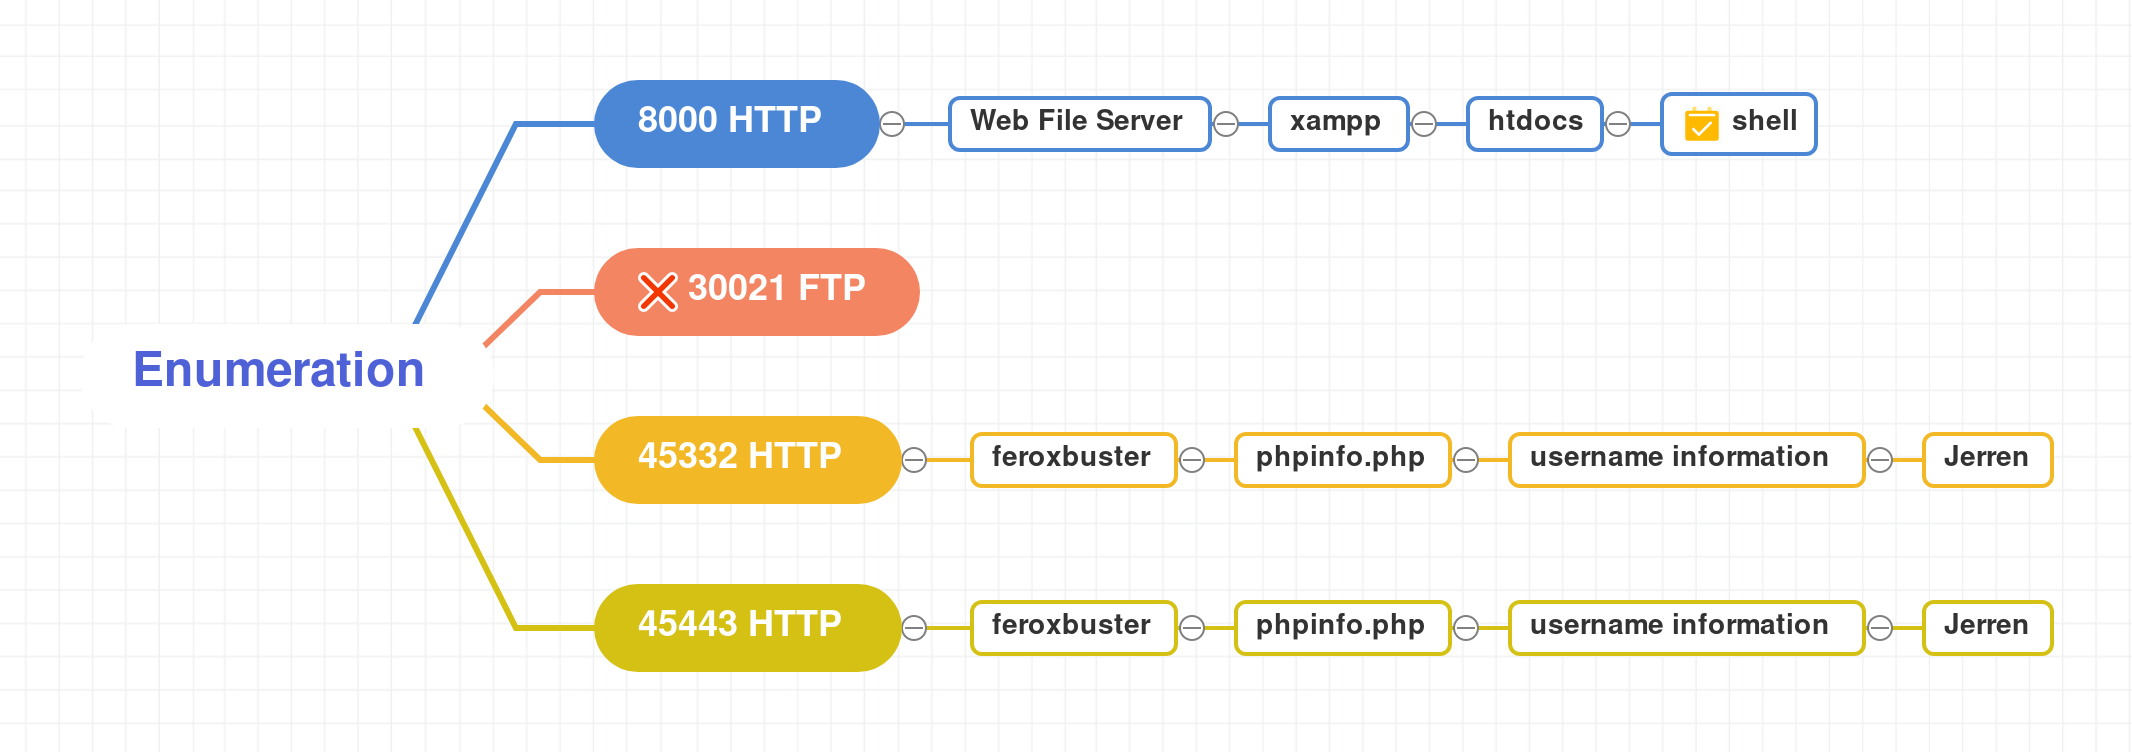 8000 HTTP
Web File Server
xampp
htdocs
shell
30021 FTP
Enumeration
45332 HTTP
feroxbuster
phpinfo.php
username information
Jerren
45443 HTTP
feroxbuster
phpinfo.php
username information
Jerren